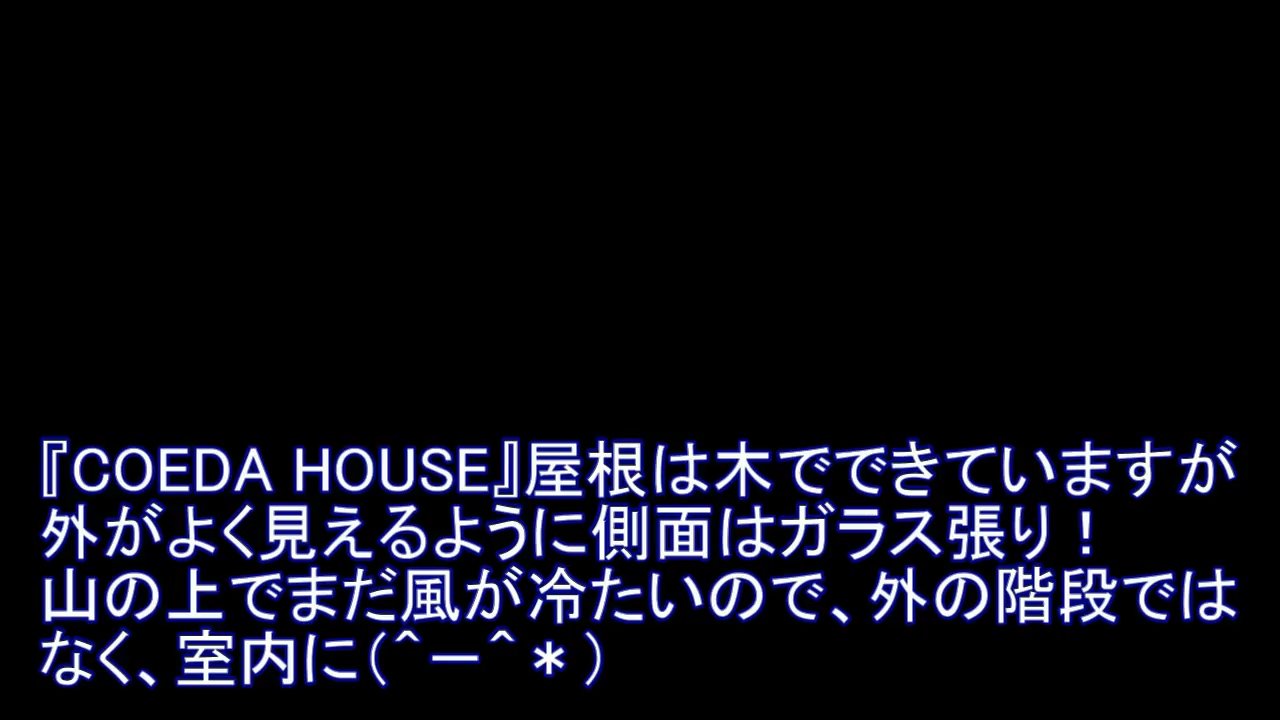 『COEDA HOUSE』屋根は木でできていますが
外がよく見えるように側面はガラス張り！
山の上でまだ風が冷たいので、外の階段では
なく、室内に（＾－＾＊）